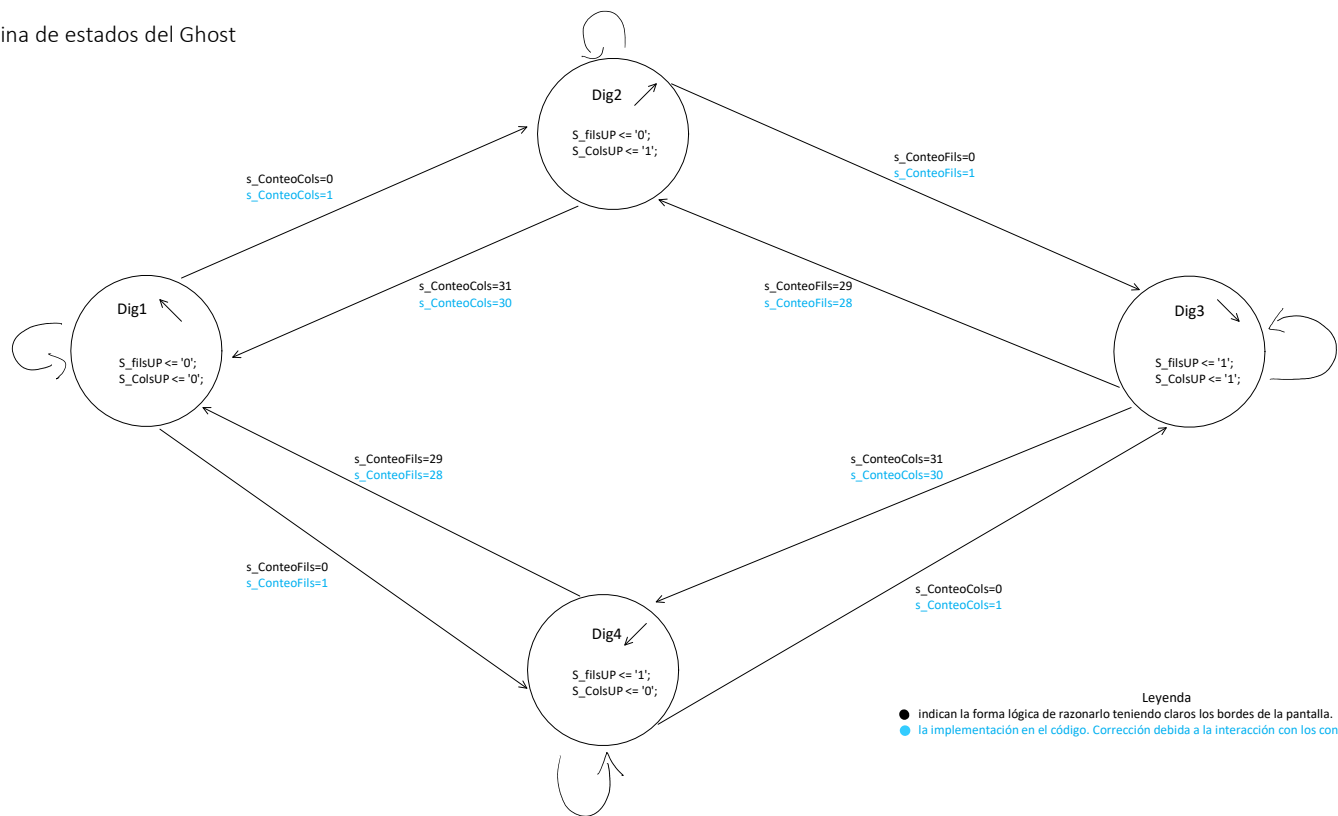 ina de estados del Ghost
Dig2
S_filsUP <= '0';
S_ColsUP <= '1';
s_ConteoCols=0
s_ConteoCols=1
s_ConteoFils=0
s_ConteoFils=1
s_ConteoCols=31
s_ConteoCols=30
s_ConteoFils=29
s_ConteoFils=28
Dig1
S_filsUP <= '0';
S_ColsUP <= '0';
Dig3
S_filsUP <= '1';
S_ColsUP <= '1';
s_ConteoFils=29
s_ConteoFils=28
s_ConteoCols=31
s_ConteoCols=30
s_ConteoFils=0
s_ConteoFils=1
s_ConteoCols=0
s_ConteoCols=1
Dig4
S_filsUP <= '1';
S_ColsUP <= '0';
Leyenda
indican la forma lógica de razonarlo teniendo claros los bordes de la pantalla.
la implementación en el código. Corrección debida a la interacción con los con